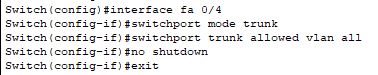 Switch(config)#interface fa 0/4
Switch(config-if)#switchport mode trunk
Switch(config-if)#switchport trunk allowed vlan all
Switch(config-if)#no shutdown
Switch(config-if)#exit